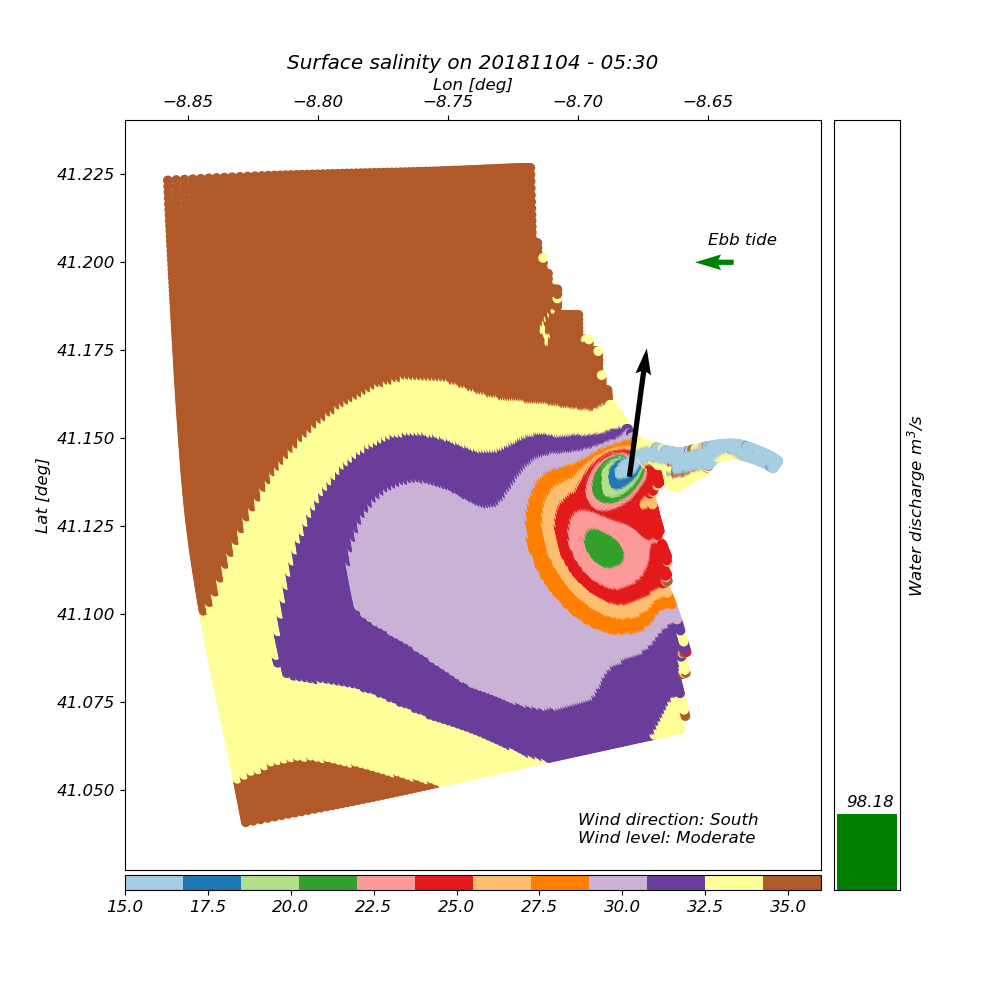 Surface salinity on 20181104 - 05:30
Lon [deg]
−8.85 −8.80 −8.75 −8.70 −8.65
41.225
41.200
41.175
41.150
41.125
41.100
41.075
41.050
Lat [deg]
Ebb tide
Wind direction: South
Wind level: Moderate
15.0 17.5 20.0 22.5 25.0 27.5 30.0 32.5 35.0
98.18
Water discharge m³/s